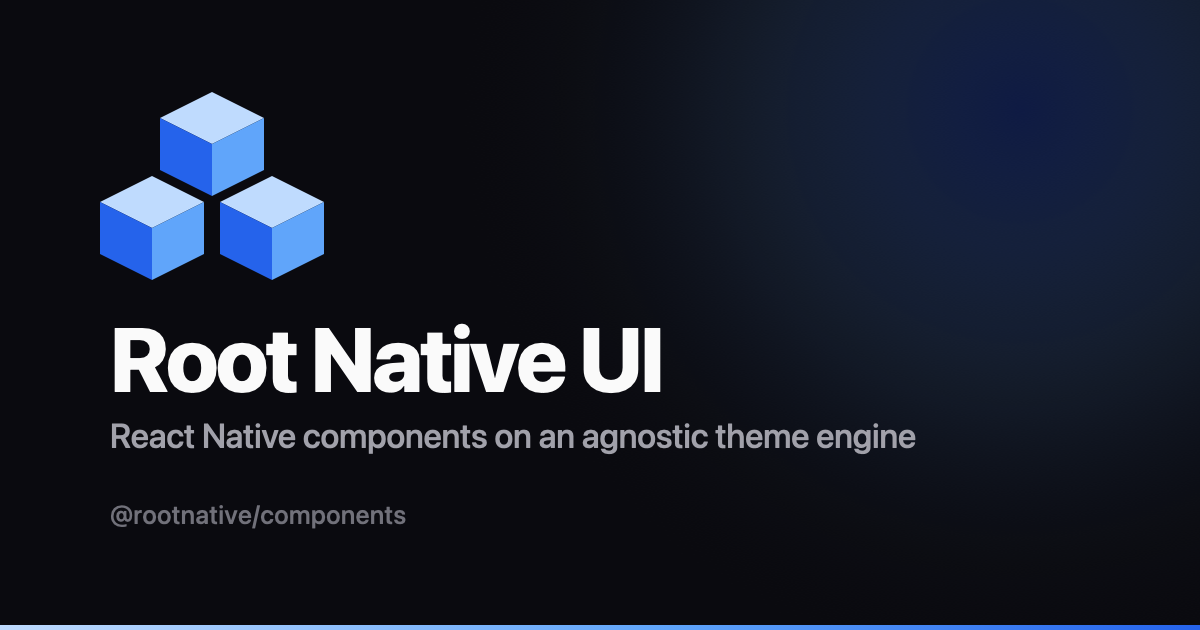 Root Native UI
React Native components on an agnostic theme engine
@rootnative/components